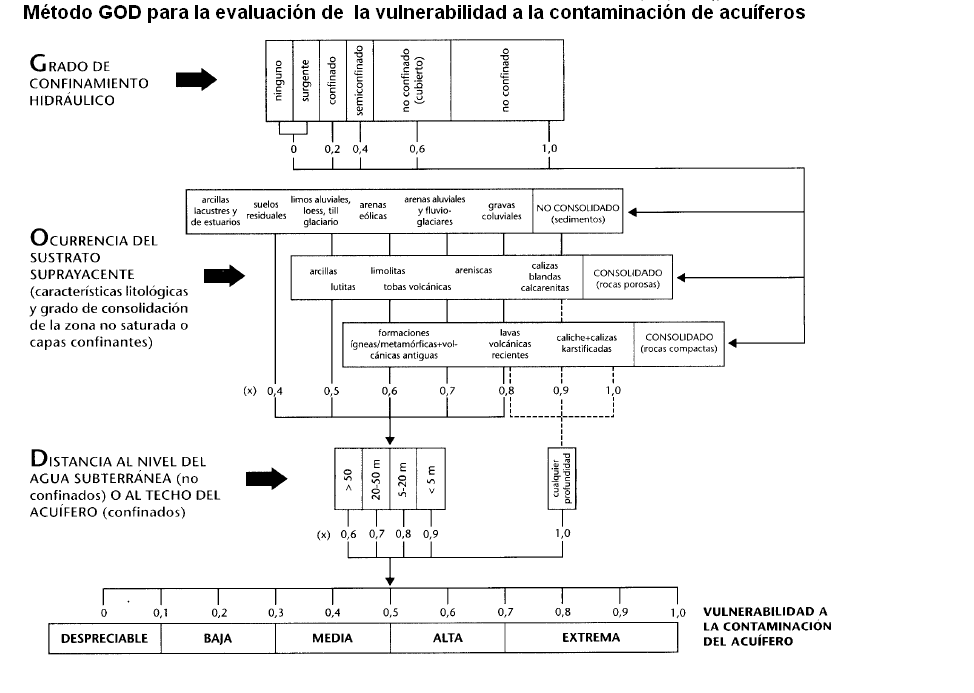 Método GOD para la evaluación de la vulnerabilidad a la contaminación de acuíferos
GRADO DE
CONFINAMIENTO
HIDRÁULICO
ninguno
surgente
confinado
semiconfinado
no confinado
(cubierto)
no confinado
0 0,2 0,4 0,6 1,0
OCURRENCIA DEL
SUSTRATO
SUPRAYACENTE
(características litológicas
y grado de consolidación
de la zona no saturada o
capas confinantes)
arcillas
lacustres y
de estuarios
suelos
residuales
limos aluviales,
loess, till
glaciario
arenas
eólicas
arenas aluviales
y fluvio-
glaciares
gravas
coluviales
NO CONSOLIDADO
(sedimentos)
arcillas
lutitas
limolitas
tobas volcánicas
areniscas
calizas
blandas
calcarenitas
CONSOLIDADO
(rocas porosas)
formaciones
ígneas/metamórficas+vol-
cánicas antiguas
lavas
volcánicas
recientes
caliche+calizas
karstificadas
CONSOLIDADO
(rocas compactas)
(x) 0,4 0,5 0,6 0,7 0,8 0,9 1,0
DISTANCIA AL NIVEL DEL
AGUA SUBTERRÁNEA (no
confinados) O AL TECHO DEL
ACUÍFERO (confinados)
> 50
20-50 m
5-20 m
< 5 m
cualquier
profundidad
(x) 0,6 0,7 0,8 0,9 1,0
0 0,1 0,2 0,3 0,4 0,5 0,6 0,7 0,8 0,9 1,0
DESPRECIABLE BAJA MEDIA ALTA EXTREMA
VULNERABILIDAD A
LA CONTAMINACIÓN
DEL ACUÍFERO